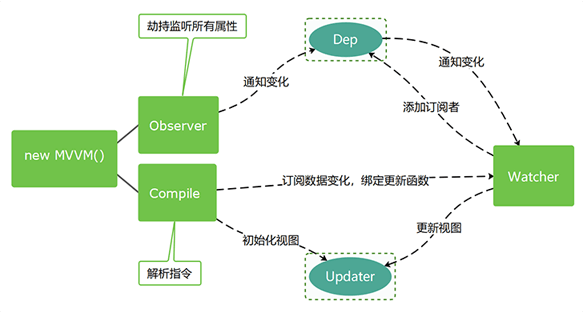 劫持监听所有属性
Dep
通知变化
通知变化
Observer
添加订阅者
new MVVM()
Compile
订阅数据变化，绑定更新函数
Watcher
初始化视图
更新视图
解析指令
Updater